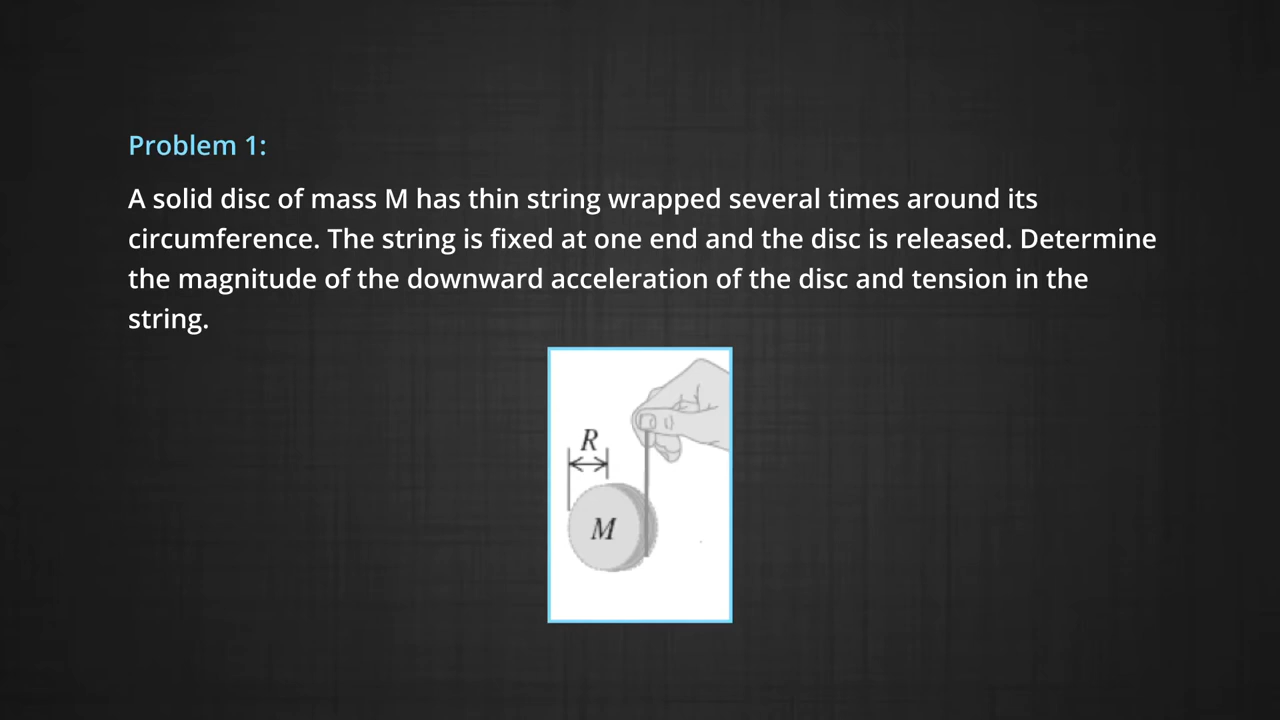 Problem 1:
A solid disc of mass M has thin string wrapped several times around its
circumference. The string is fixed at one end and the disc is released. Determine
the magnitude of the downward acceleration of the disc and tension in the
string.
R
M